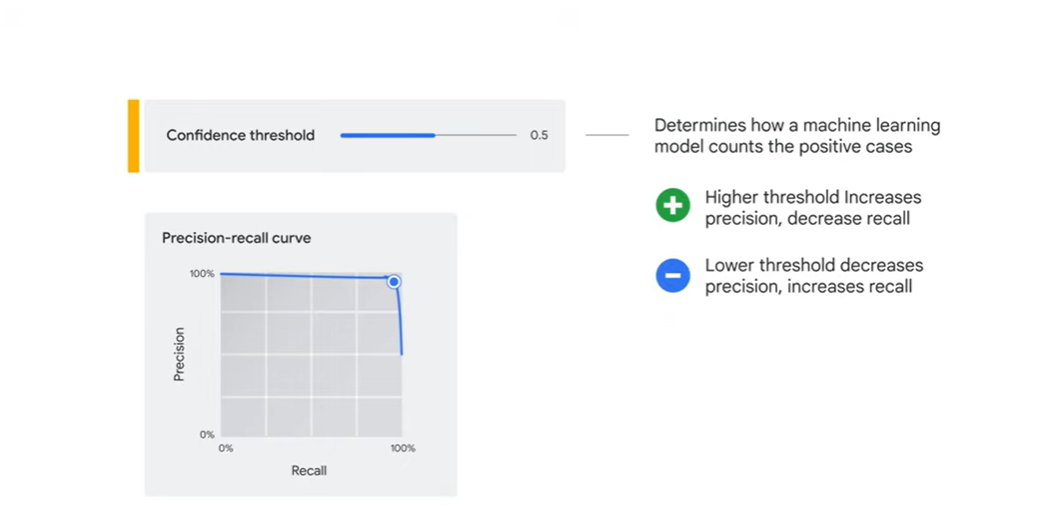 Confidence threshold
0.5
Determines how a machine learning
model counts the positive cases
Higher threshold Increases
precision, decrease recall
Lower threshold decreases
precision, increases recall
Precision-recall curve
100%
Precision
0%
0%
100%
Recall